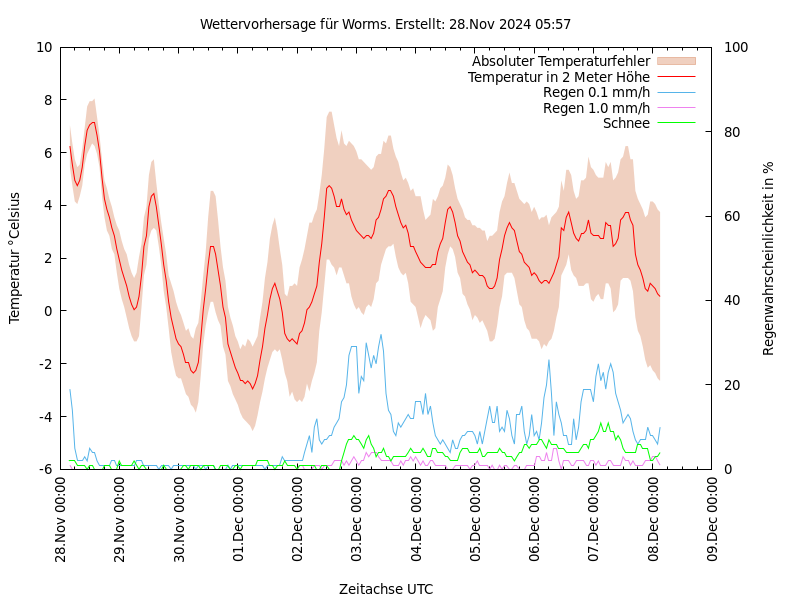 Wettervorhersage für Worms. Erstellt: 28.Nov 2024 05:57
Absoluter Temperaturfehler
Temperatur in 2 Meter Höhe
Regen 0.1 mm/h
Regen 1.0 mm/h
Schnee
Temperatur °Celsius
10
8
6
4
2
0
-2
-4
-6
100
80
60
40
20
0
Regenwahrscheinlichkeit in %
28.Nov 00:00
29.Nov 00:00
30.Nov 00:00
01.Dec 00:00
02.Dec 00:00
03.Dec 00:00
04.Dec 00:00
05.Dec 00:00
06.Dec 00:00
07.Dec 00:00
08.Dec 00:00
09.Dec 00:00
Zeitachse UTC